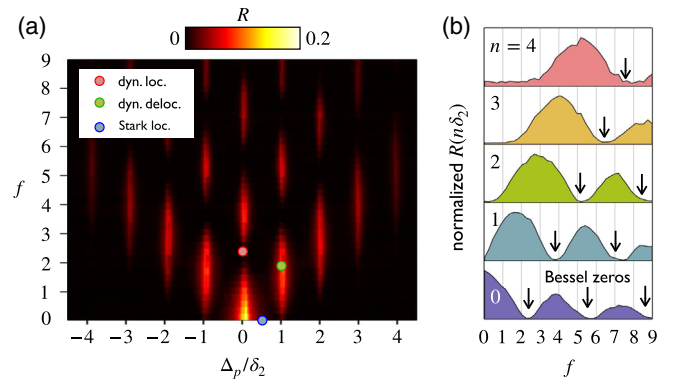 (a)
R
0
0.2
9
8
7
6
5
4
3
2
1
0
f
dyn. loc.
dyn. deloc.
Stark loc.
−4 −3 −2 −1 0 1 2 3 4
Δp/δ2
(b)
n = 4
3
2
1
Bessel zeros
0
normalized R(nδ2)
0 1 2 3 4 5 6 7 8 9
f